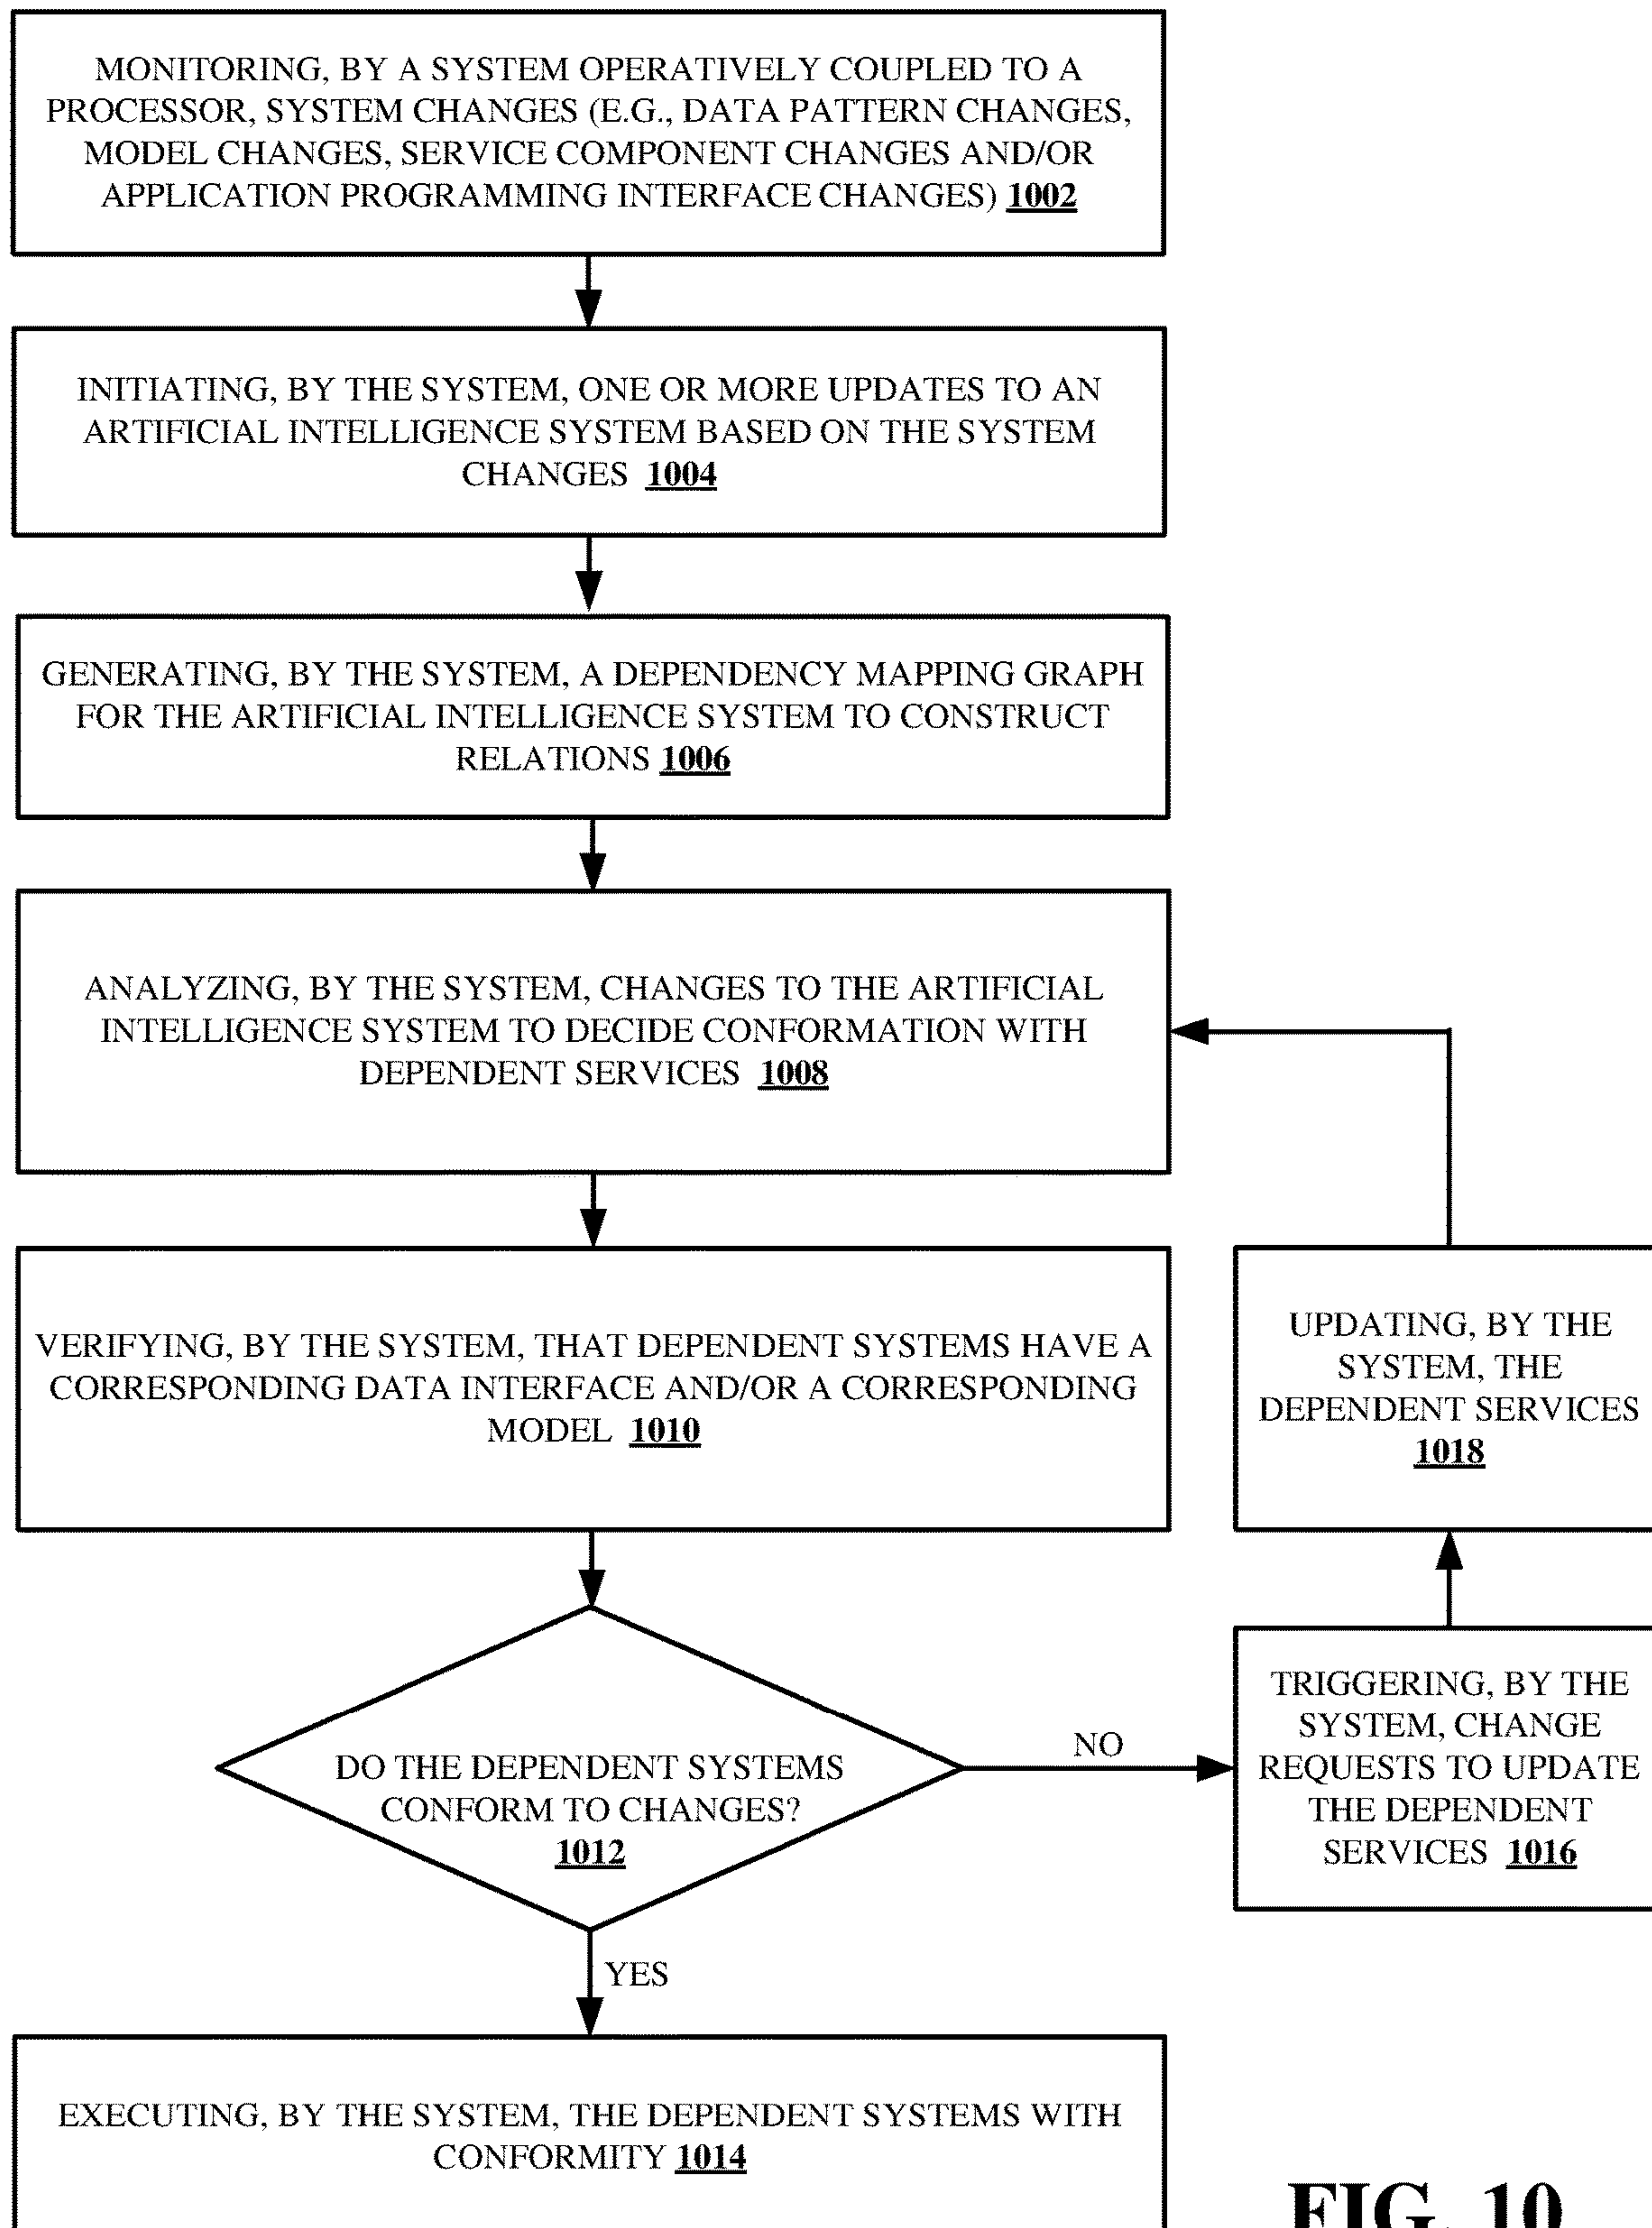 MONITORING, BY A SYSTEM OPERATIVELY COUPLED TO A
PROCESSOR, SYSTEM CHANGES (E.G., DATA PATTERN CHANGES,
MODEL CHANGES, SERVICE COMPONENT CHANGES AND/OR
APPLICATION PROGRAMMING INTERFACE CHANGES) 1002
INITIATING, BY THE SYSTEM, ONE OR MORE UPDATES TO AN
ARTIFICIAL INTELLIGENCE SYSTEM BASED ON THE SYSTEM
CHANGES 1004
GENERATING, BY THE SYSTEM, A DEPENDENCY MAPPING GRAPH
FOR THE ARTIFICIAL INTELLIGENCE SYSTEM TO CONSTRUCT
RELATIONS 1006
ANALYZING, BY THE SYSTEM, CHANGES TO THE ARTIFICIAL
INTELLIGENCE SYSTEM TO DECIDE CONFORMATION WITH
DEPENDENT SERVICES 1008
VERIFYING, BY THE SYSTEM, THAT DEPENDENT SYSTEMS HAVE A
CORRESPONDING DATA INTERFACE AND/OR A CORRESPONDING
MODEL 1010
DO THE DEPENDENT SYSTEMS
CONFORM TO CHANGES?
1012
NO
TRIGGERING, BY THE
SYSTEM, CHANGE
REQUESTS TO UPDATE
THE DEPENDENT
SERVICES 1016
UPDATING, BY THE
SYSTEM, THE
DEPENDENT SERVICES
1018
YES
EXECUTING, BY THE SYSTEM, THE DEPENDENT SYSTEMS WITH
CONFORMITY 1014
FIG. 10